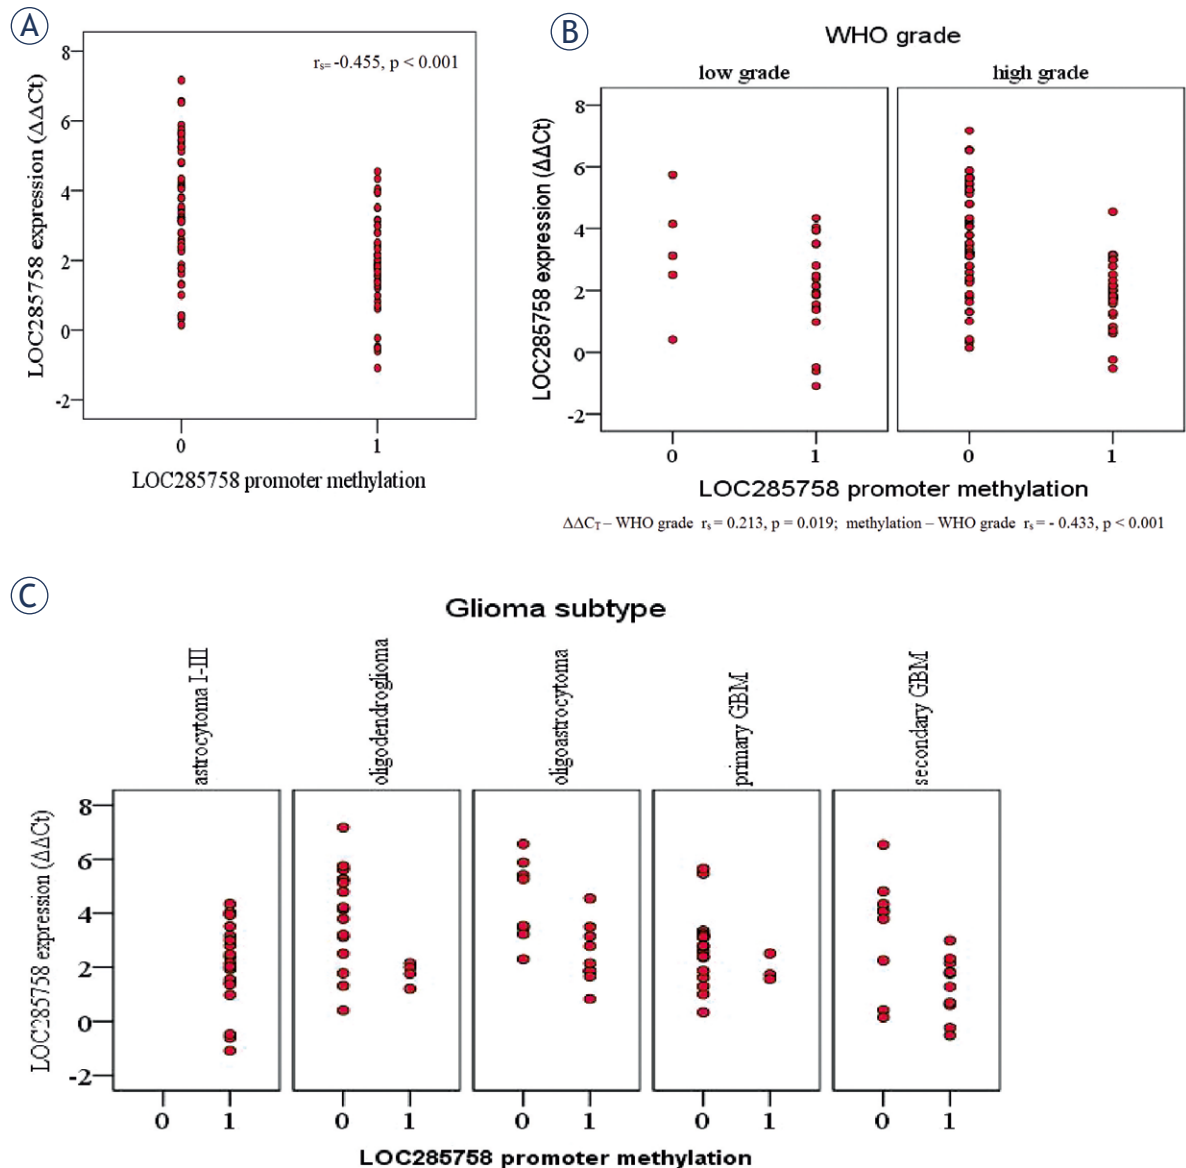 A
8
6
4
2
0
-2
LOC285758 expression (ΔΔCt)
rs= -0.455, p < 0.001
0 1
LOC285758 promoter methylation
B
WHO grade
low grade high grade
8
6
4
2
0
-2
LOC285758 expression (ΔΔCt)
0 1 0 1
LOC285758 promoter methylation
ΔΔCT – WHO grade rs = 0.213, p = 0.019; methylation – WHO grade rs = - 0.433, p < 0.001
C
Glioma subtype
astrocytoma I-III
oligodendroglioma
oligoastrocytoma
primary GBM
secondary GBM
8
6
4
2
0
-2
LOC285758 expression (ΔΔCt)
0 1 0 1 0 1 0 1 0 1
LOC285758 promoter methylation